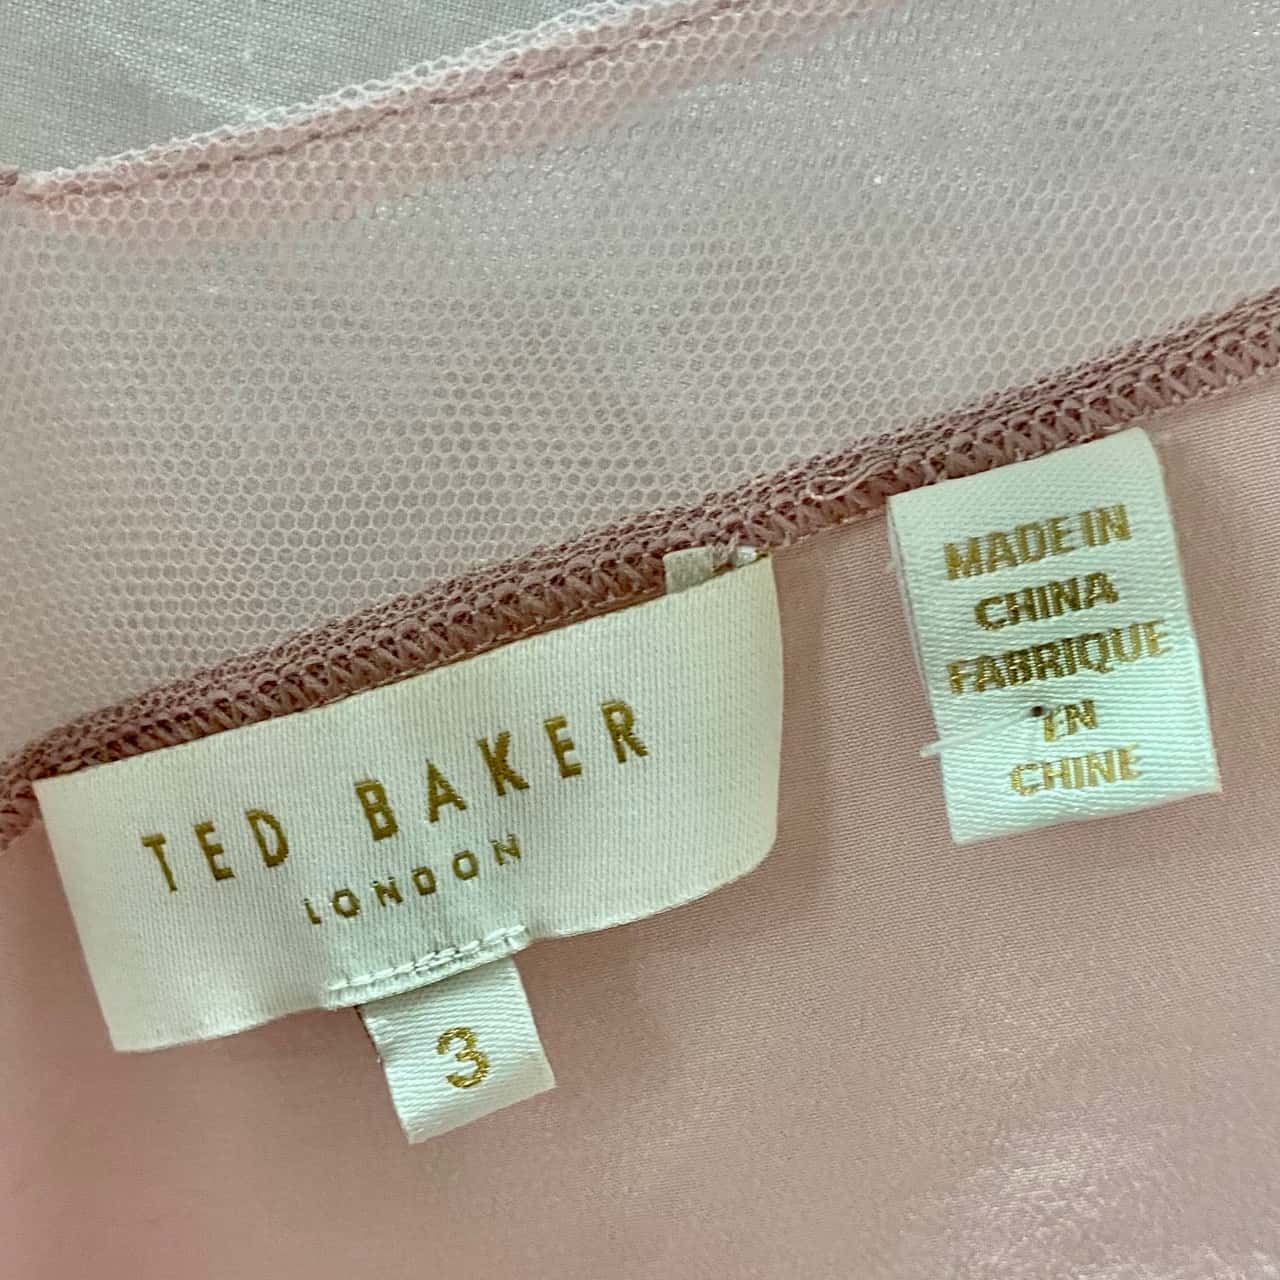 TED BAKER
LONDON
3
MADE IN
CHINA
FABRIQUE
EN
CHINE